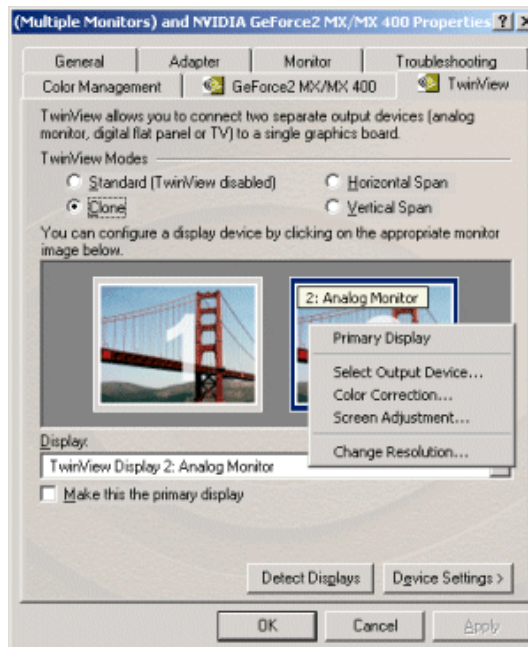 (Multiple Monitors) and NVIDIA GeForce2 MX/MX 400 Properties
General Adapter Monitor Troubleshooting
Color Management GeForce2 MX/MX 400 TwinView
TwinView allows you to connect two separate output devices (analog
monitor, digital flat panel or TV) to a single graphics board.
TwinView Modes
Standard (TwinView disabled) Horizontal Span
Clone Vertical Span
You can configure a display device by clicking on the appropriate monitor
image below.
1
2: Analog Monitor
Primary Display
Select Output Device...
Color Correction...
Screen Adjustment...
Change Resolution...
Display:
TwinView Display 2: Analog Monitor
Make this the primary display
Detect Displays Device Settings >
OK Cancel Apply